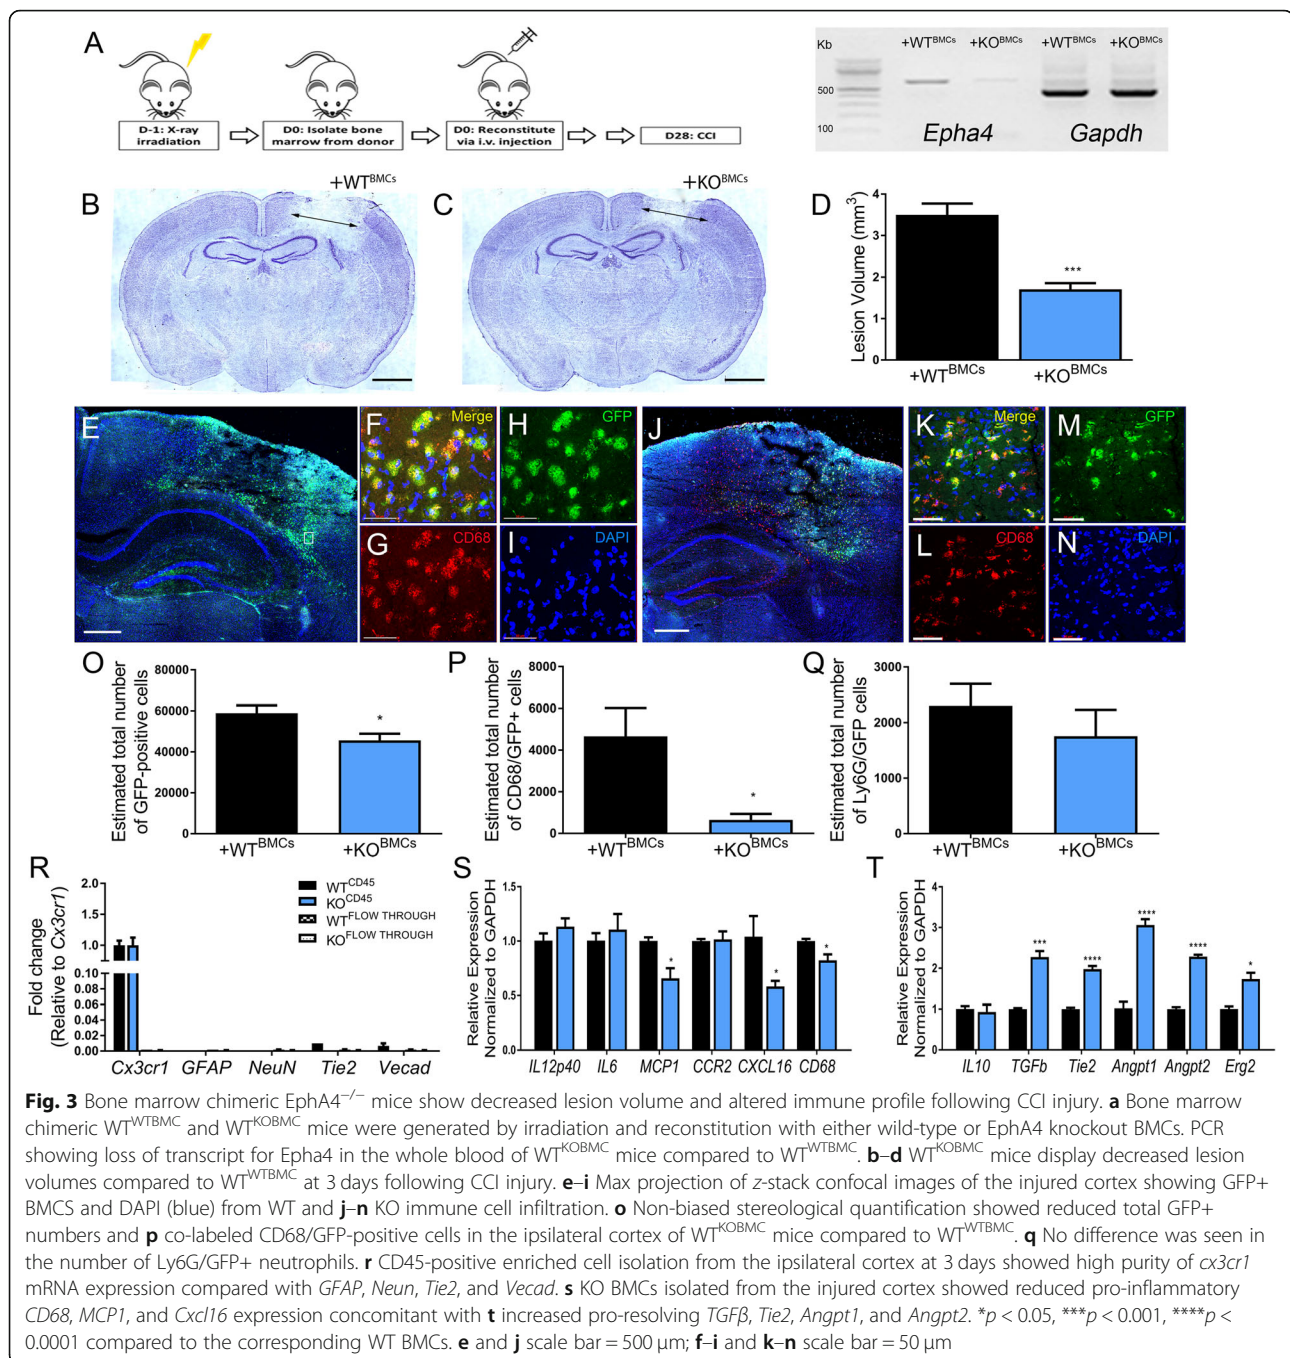 A
D-1: X-ray
irradiation
D0: Isolate bone
marrow from donor
D0: Reconstitute
via i.v. injection
D28: CCI
Kb
+WT^BMCs +KO^BMCs +WT^BMCs +KO^BMCs
500
100
Epha4 Gapdh
B
+WT^BMCs
C
+KO^BMCs
D
Lesion Volume (mm³)
4
3
2
1
0
***
+WT^BMCs
+KO^BMCs
E
F Merge
H GFP
G CD68
I DAPI
J
K Merge
M GFP
L CD68
N DAPI
O
Estimated total number
of GFP-positive cells
80000
60000
40000
20000
0
*
+WT^BMCs
+KO^BMCs
P
Estimated total number
of CD68/GFP+ cells
8000
6000
4000
2000
0
*
+WT^BMCs
+KO^BMCs
Q
Estimated total number
of Ly6G/GFP cells
3000
2000
1000
0
+WT^BMCs
+KO^BMCs
R
Fold change
(Relative to Cx3cr1)
2.0
1.5
1.0
0.10
0.08
0.06
0.04
0.02
0.00
WT^CD45
KO^CD45
WT^FLOW THROUGH
KO^FLOW THROUGH
Cx3cr1 GFAP NeuN Tie2 Vecad
S
Relative Expression
Normalized to GAPDH
1.5
1.0
0.5
0.0
* * *
IL12p40 IL6 MCP1 CCR2 CXCL16 CD68
T
Relative Expression
Normalized to GAPDH
4
3
2
1
0
*** **** **** **** *
IL10 TGFb Tie2 Angpt1 Angpt2 Erg2
Fig. 3 Bone marrow chimeric EphA4−/− mice show decreased lesion volume and altered immune profile following CCI injury. a Bone marrow
chimeric WT^WTBMC and WT^KOBMC mice were generated by irradiation and reconstitution with either wild-type or EphA4 knockout BMCs. PCR
showing loss of transcript for Epha4 in the whole blood of WT^KOBMC mice compared to WT^WTBMC. b–d WT^KOBMC mice display decreased lesion
volumes compared to WT^WTBMC at 3 days following CCI injury. e–i Max projection of z-stack confocal images of the injured cortex showing GFP+
BMCS and DAPI (blue) from WT and j–n KO immune cell infiltration. o Non-biased stereological quantification showed reduced total GFP+
numbers and p co-labeled CD68/GFP-positive cells in the ipsilateral cortex of WT^KOBMC mice compared to WT^WTBMC. q No difference was seen in
the number of Ly6G/GFP+ neutrophils. r CD45-positive enriched cell isolation from the ipsilateral cortex at 3 days showed high purity of cx3cr1
mRNA expression compared with GFAP, Neun, Tie2, and Vecad. s KO BMCs isolated from the injured cortex showed reduced pro-inflammatory
CD68, MCP1, and Cxcl16 expression concomitant with t increased pro-resolving TGFβ, Tie2, Angpt1, and Angpt2. *p < 0.05, ***p < 0.001, ****p <
0.0001 compared to the corresponding WT BMCs. e and j scale bar = 500 μm; f–i and k–n scale bar = 50 μm